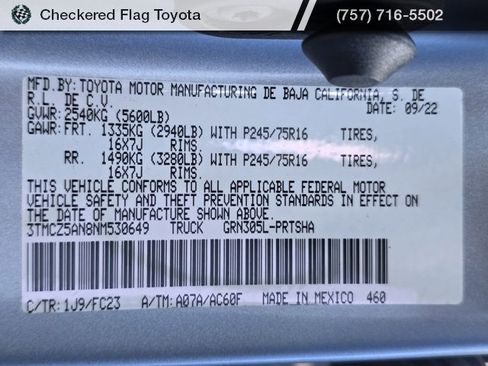 Checkered Flag Toyota (757) 716-5502
MFD.BY: TOYOTA MOTOR MANUFACTURING DE BAJA CALIFORNIA, S. DE
R.L. DE C.V. DATE: 09/22
GVWR: 2540KG (5600LB)
GAWR: FRT. 1335KG (2940LB) WITH P245/75R16 TIRES,
16X7J RIMS.
RR. 1490KG (3280LB) WITH P245/75R16 TIRES,
16X7J RIMS.
THIS VEHICLE CONFORMS TO ALL APPLICABLE FEDERAL MOTOR
VEHICLE SAFETY AND THEFT PREVENTION STANDARDS IN EFFECT ON
THE DATE OF MANUFACTURE SHOWN ABOVE.
3TMCZ5AN8NM530649 TRUCK GRN305L-PRTSHA
C/TR: 1J9/FC23 A/TM: A07A/AC60F MADE IN MEXICO 460